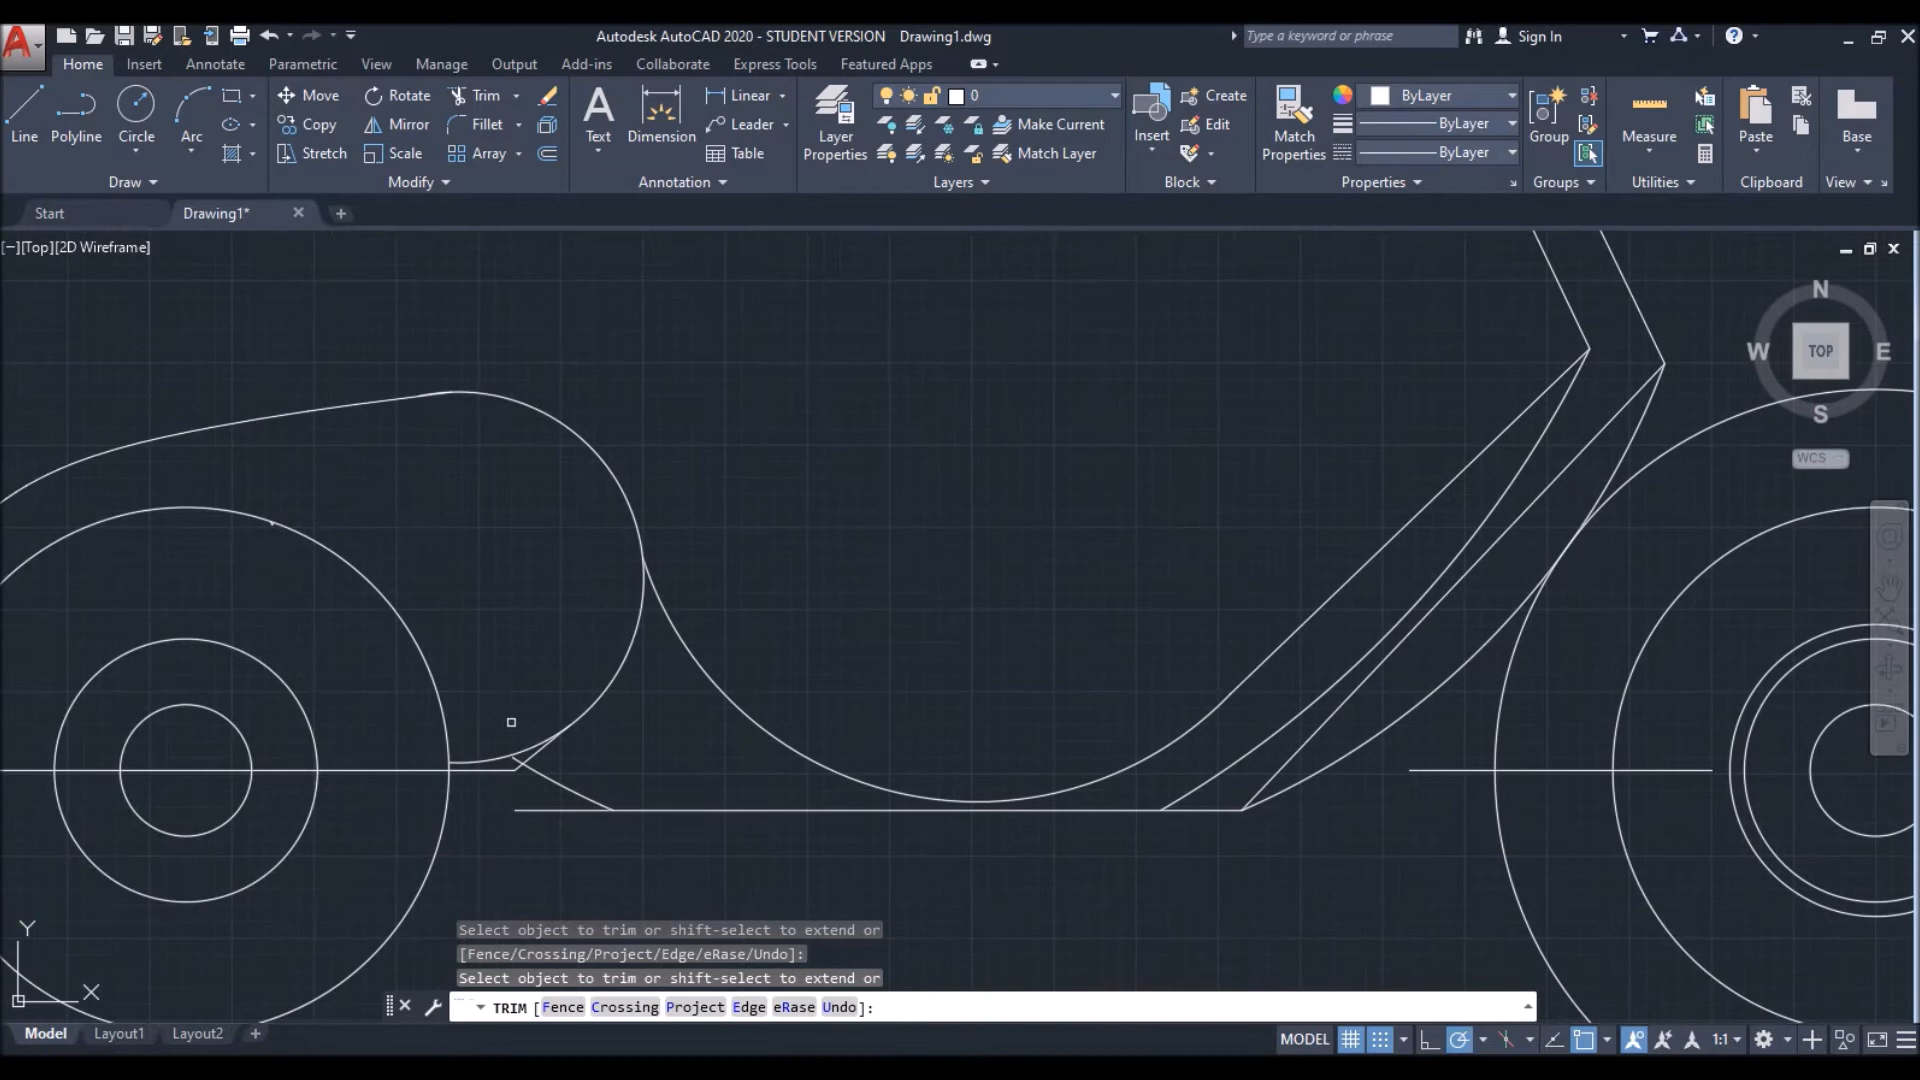 Autodesk AutoCAD 2020 - STUDENT VERSION Drawing1.dwg
Type a keyword or phrase
Sign In
Home Insert Annotate Parametric View Manage Output Add-ins Collaborate Express Tools Featured Apps
Line Polyline Circle Arc
Move Rotate Trim
Copy Mirror Fillet
Stretch Scale Array
Text Dimension
Linear
Leader
Table
Layer Properties
0
Make Current
Match Layer
Insert
Create
Edit
Match Properties
ByLayer
ByLayer
ByLayer
Group
Measure
Paste
Base
Draw Modify Annotation Layers Block Properties Groups Utilities Clipboard View
Start Drawing1*
[−][Top][2D Wireframe]
N
W TOP E
S
WCS
Y
X
Select object to trim or shift-select to extend or
[Fence/Crossing/Project/Edge/eRase/Undo]:
Select object to trim or shift-select to extend or
TRIM [Fence Crossing Project Edge eRase Undo]:
Model Layout1 Layout2
MODEL 1:1